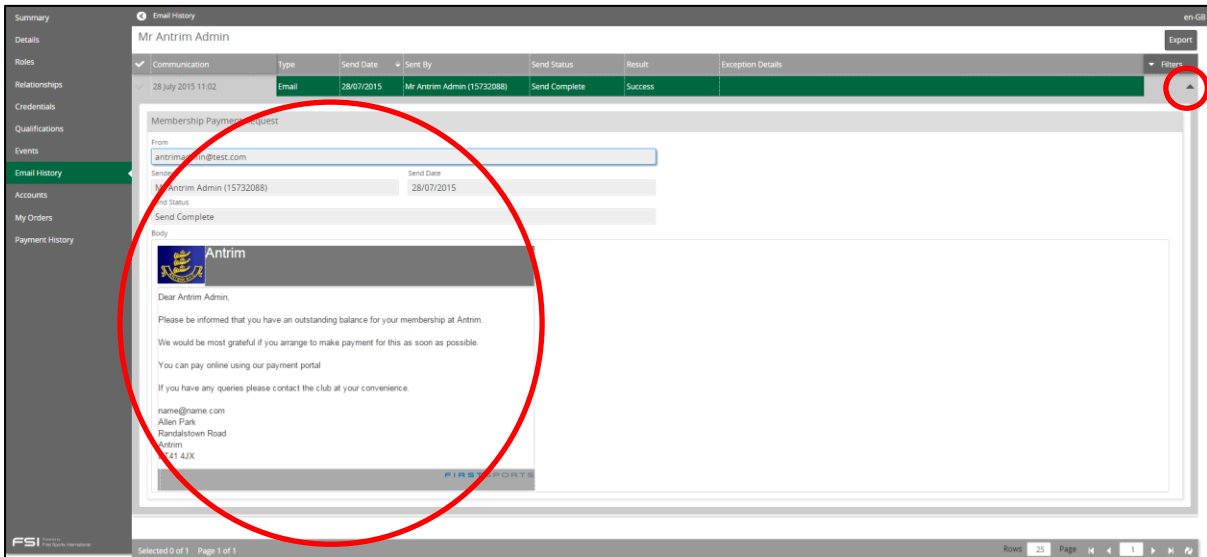 Summary
Details
Roles
Relationships
Credentials
Qualifications
Events
Email History
Accounts
My Orders
Payment History
FSI Powered by First Sports International
Email History
en-GB
Mr Antrim Admin
Export
Communication Type Send Date Sent By Send Status Result Exception Details Filters
28 July 2015 11:02 Email 28/07/2015 Mr Antrim Admin (15732088) Send Complete Success
Membership Payment Request
From
antrimadmin@test.com
Sender Send Date
Mr Antrim Admin (15732088) 28/07/2015
Send Status
Send Complete
Body
Antrim
Dear Antrim Admin,
Please be informed that you have an outstanding balance for your membership at Antrim.
We would be most grateful if you arrange to make payment for this as soon as possible.
You can pay online using our payment portal
If you have any queries please contact the club at your convenience.
name@name.com
Allen Park
Randalstown Road
Antrim
BT41 4JX
FIRSTSPORTS
Selected 0 of 1 Page 1 of 1
Rows 25 Page 1